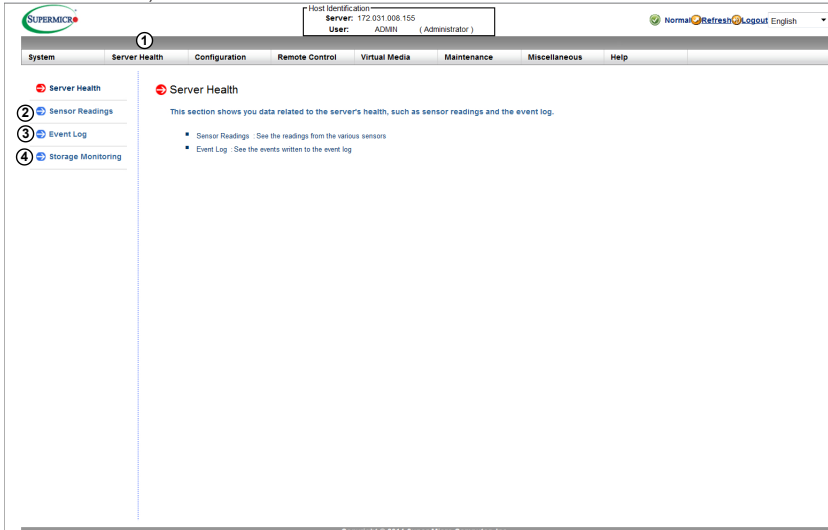 SUPERMICR
Host Identification
Server: 172.031.008.155
User: ADMIN ( Administrator )
Normal Refresh Logout English
1
System Server Health Configuration Remote Control Virtual Media Maintenance Miscellaneous Help
Server Health
2 Sensor Readings
3 Event Log
4 Storage Monitoring
Server Health
This section shows you data related to the server's health, such as sensor readings and the event log.
Sensor Readings : See the readings from the various sensors
Event Log : See the events written to the event log